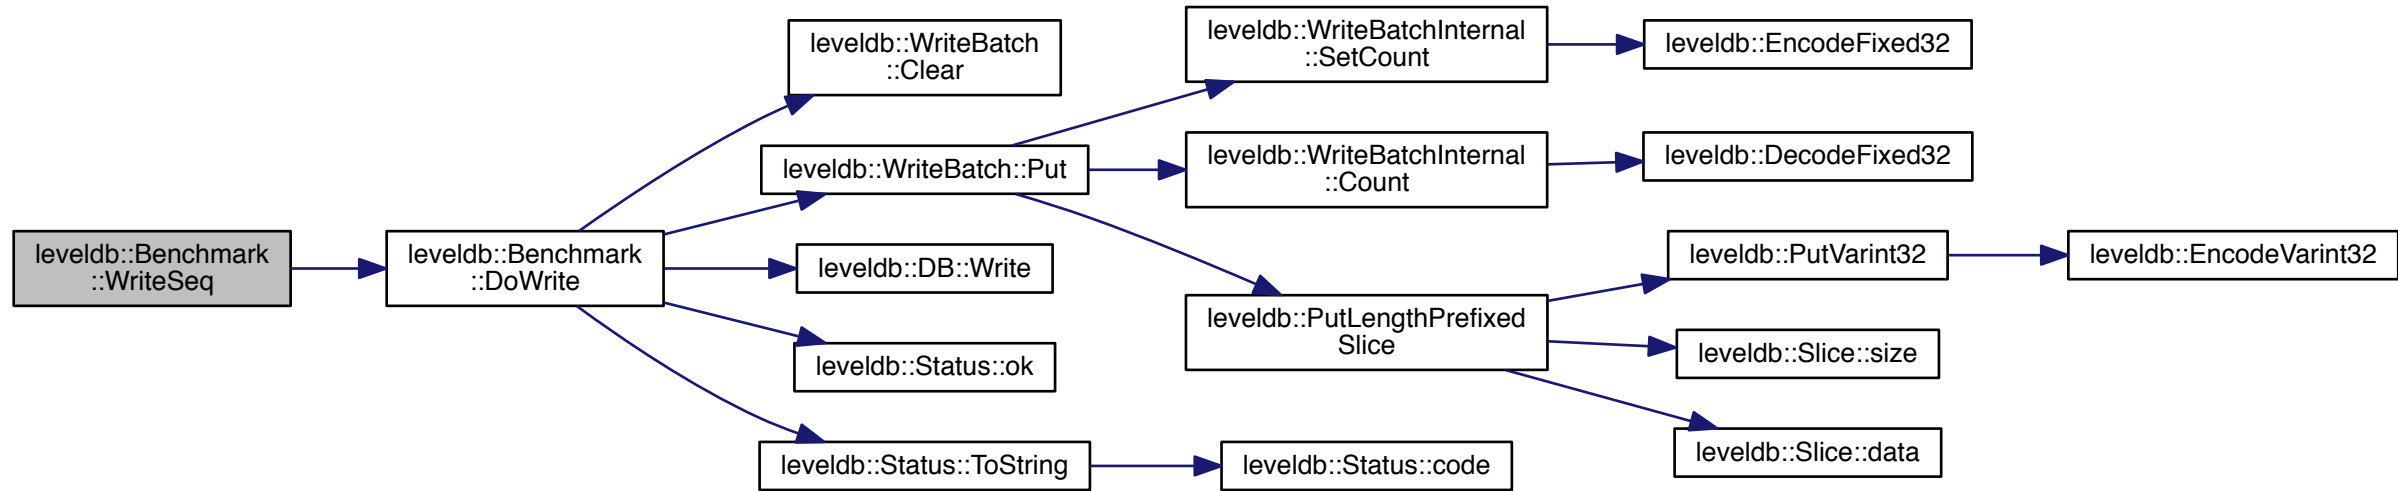 leveldb::Benchmark
::WriteSeq
leveldb::Benchmark
::DoWrite
leveldb::WriteBatch
::Clear
leveldb::WriteBatch::Put
leveldb::DB::Write
leveldb::Status::ok
leveldb::Status::ToString
leveldb::WriteBatchInternal
::SetCount
leveldb::WriteBatchInternal
::Count
leveldb::PutLengthPrefixed
Slice
leveldb::Status::code
leveldb::EncodeFixed32
leveldb::DecodeFixed32
leveldb::PutVarint32
leveldb::Slice::size
leveldb::Slice::data
leveldb::EncodeVarint32